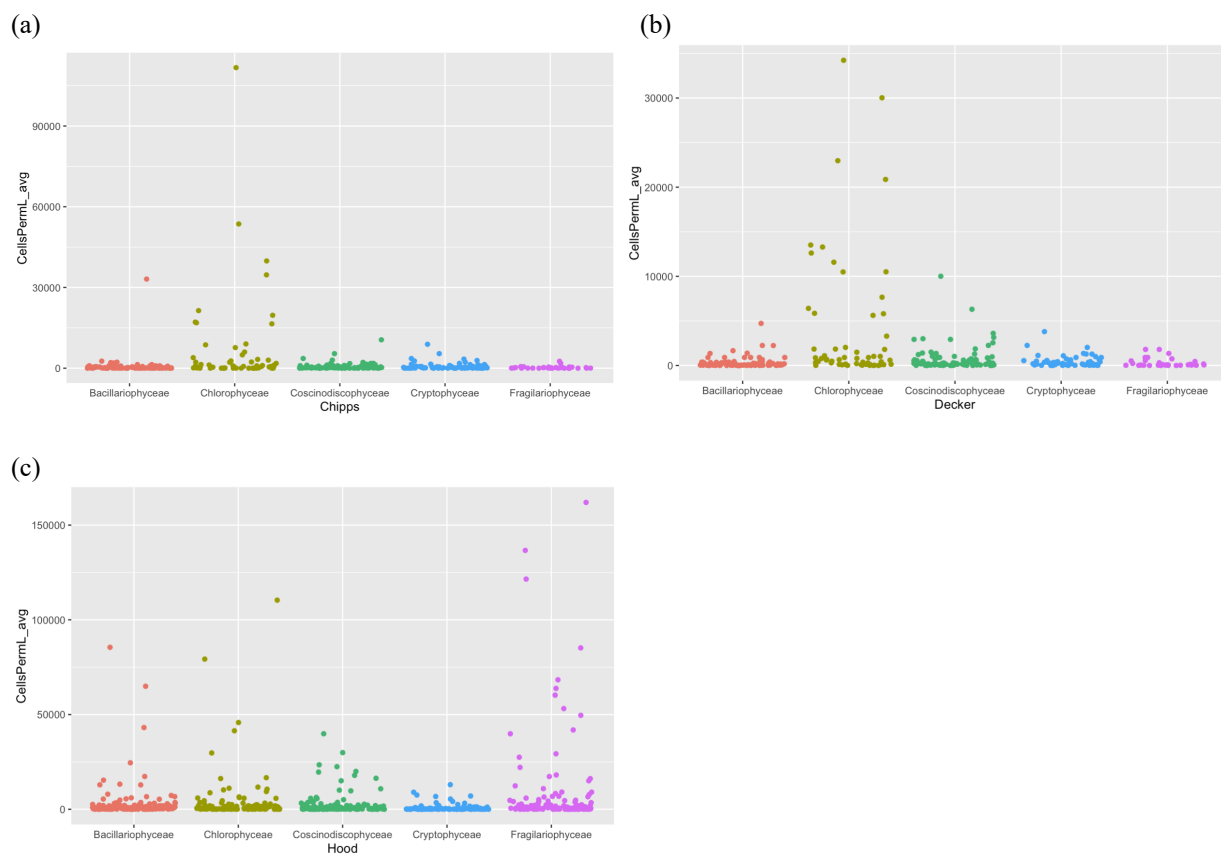 (a)
CellsPermL_avg
90000
60000
30000
0
Bacillariophyceae Chlorophyceae Coscinodiscophyceae Cryptophyceae Fragilariophyceae
Chipps
(b)
CellsPermL_avg
30000
20000
10000
0
Bacillariophyceae Chlorophyceae Coscinodiscophyceae Cryptophyceae Fragilariophyceae
Decker
(c)
CellsPermL_avg
150000
100000
50000
0
Bacillariophyceae Chlorophyceae Coscinodiscophyceae Cryptophyceae Fragilariophyceae
Hood